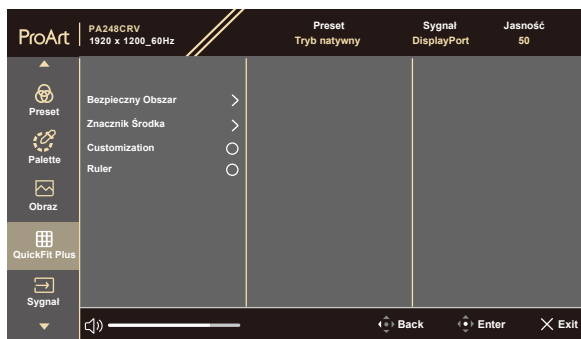 ProArt
PA248CRV
1920 x 1200_60Hz
Preset
Tryb natywny
Sygnał
DisplayPort
Jasność
50
Preset
Palette
Obraz
QuickFit Plus
Sygnał
Bezpieczny Obszar
Znacznik Środka
Customization
Ruler
Back
Enter
Exit